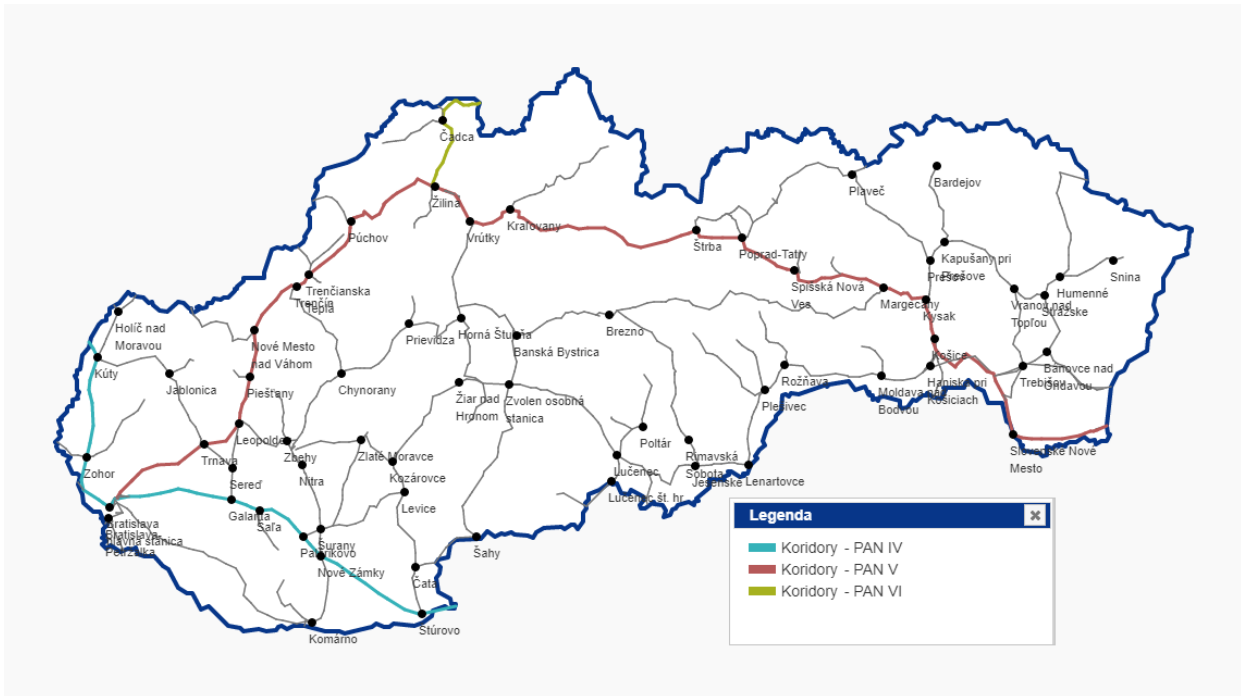 Čadca
Žilina
Púchov
Vrútky
Kraľovany
Štrba
Poprad-Tatry
Plaveč
Bardejov
Kapušany pri
Prešove
Prešov
Spišská Nová
Ves
Margecany
Kysak
Snina
Humenné
Vranov nad
Topľou
Strážske
Trenčianska
Teplá
Trenčín
Holíč nad
Moravou
Nové Mesto
nad Váhom
Prievidza
Horná Štubňa
Banská Bystrica
Brezno
Košice
Haniska pri
Košiciach
Trebišov
Bánovce nad
Ondavou
Kúty
Jablonica
Piešťany
Chynorany
Žiar nad
Hronom
Zvolen osobná
stanica
Rožňava
Plešivec
Moldava nad
Bodvou
Leopoldov
Trnava
Zbehy
Zlaté Moravce
Poltár
Rimavská
Sobota
Jesenské
Lenartovce
Slovenské Nové
Mesto
Zohor
Sereď
Nitra
Kozárovce
Lučenec
Lučenec št. hr.
Levice
Galanta
Šaľa
Bratislava
hlavná stanica
Bratislava-
Petržalka
Šurany
Palárikovo
Nové Zámky
Šahy
Čata
Štúrovo
Komárno
Legenda
Koridory - PAN IV
Koridory - PAN V
Koridory - PAN VI